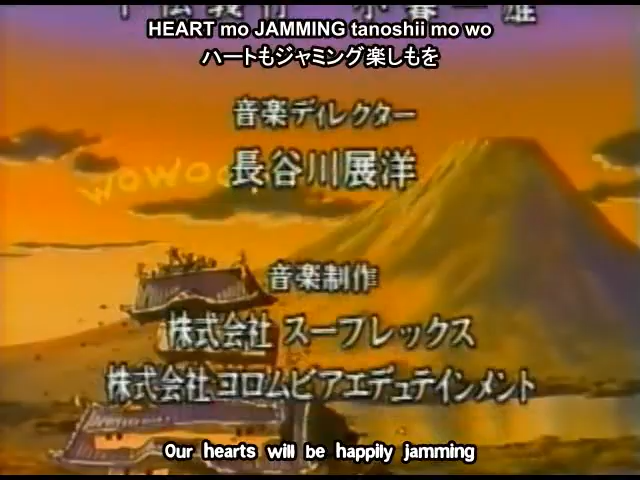 HEART mo JAMMING tanoshii mo wo
ハートもジャミング楽しもを
音楽ディレクター
WOWOO
長谷川展洋
音楽制作
株式会社 スープレックス
株式会社コロムビアエデュテインメント
Our hearts will be happily jamming